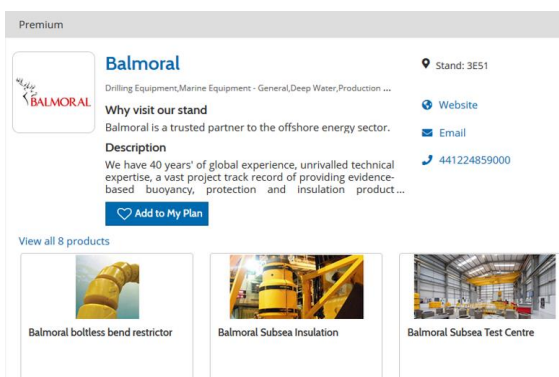 Premium
BALMORAL
Balmoral
Drilling Equipment,Marine Equipment - General,Deep Water,Production ...
Why visit our stand
Balmoral is a trusted partner to the offshore energy sector.
Description
We have 40 years' of global experience, unrivalled technical
expertise, a vast project track record of providing evidence-
based buoyancy, protection and insulation product...
Add to My Plan
Stand: 3E51
Website
Email
441224859000
View all 8 products
Balmoral boltless bend restrictor
Balmoral Subsea Insulation
Balmoral Subsea Test Centre